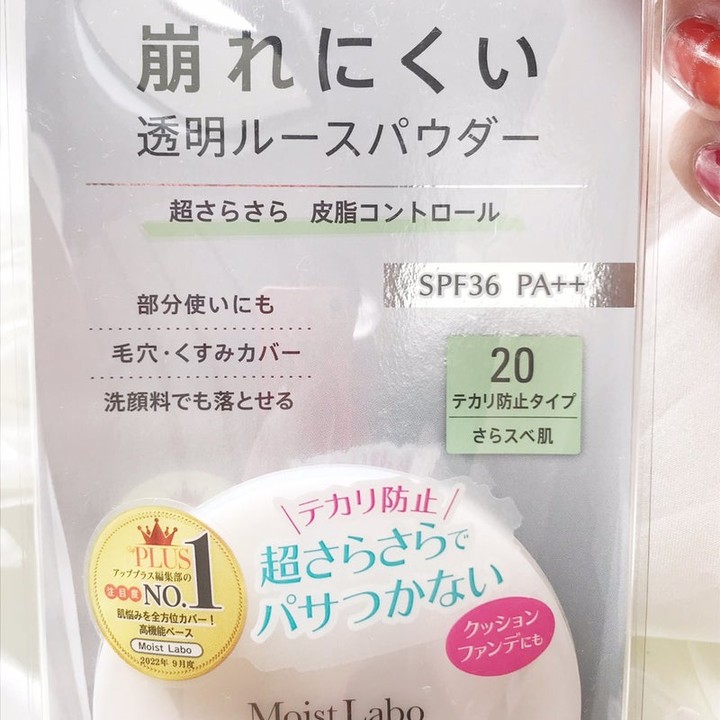 崩れにくい
透明ルースパウダー
超さらさら 皮脂コントロール
SPF36 PA++
部分使いにも
毛穴・くすみカバー
洗顔料でも落とせる
20
テカリ防止タイプ
さらスベ肌
\テカリ防止/
超さらさらで
パサつかない
クッション
ファンデにも
PLUS
アッププラス編集部の
注目度 NO.1
肌悩みを全方位カバー!
高機能ベース
Moist Labo
2022年 9月度
Moist Labo